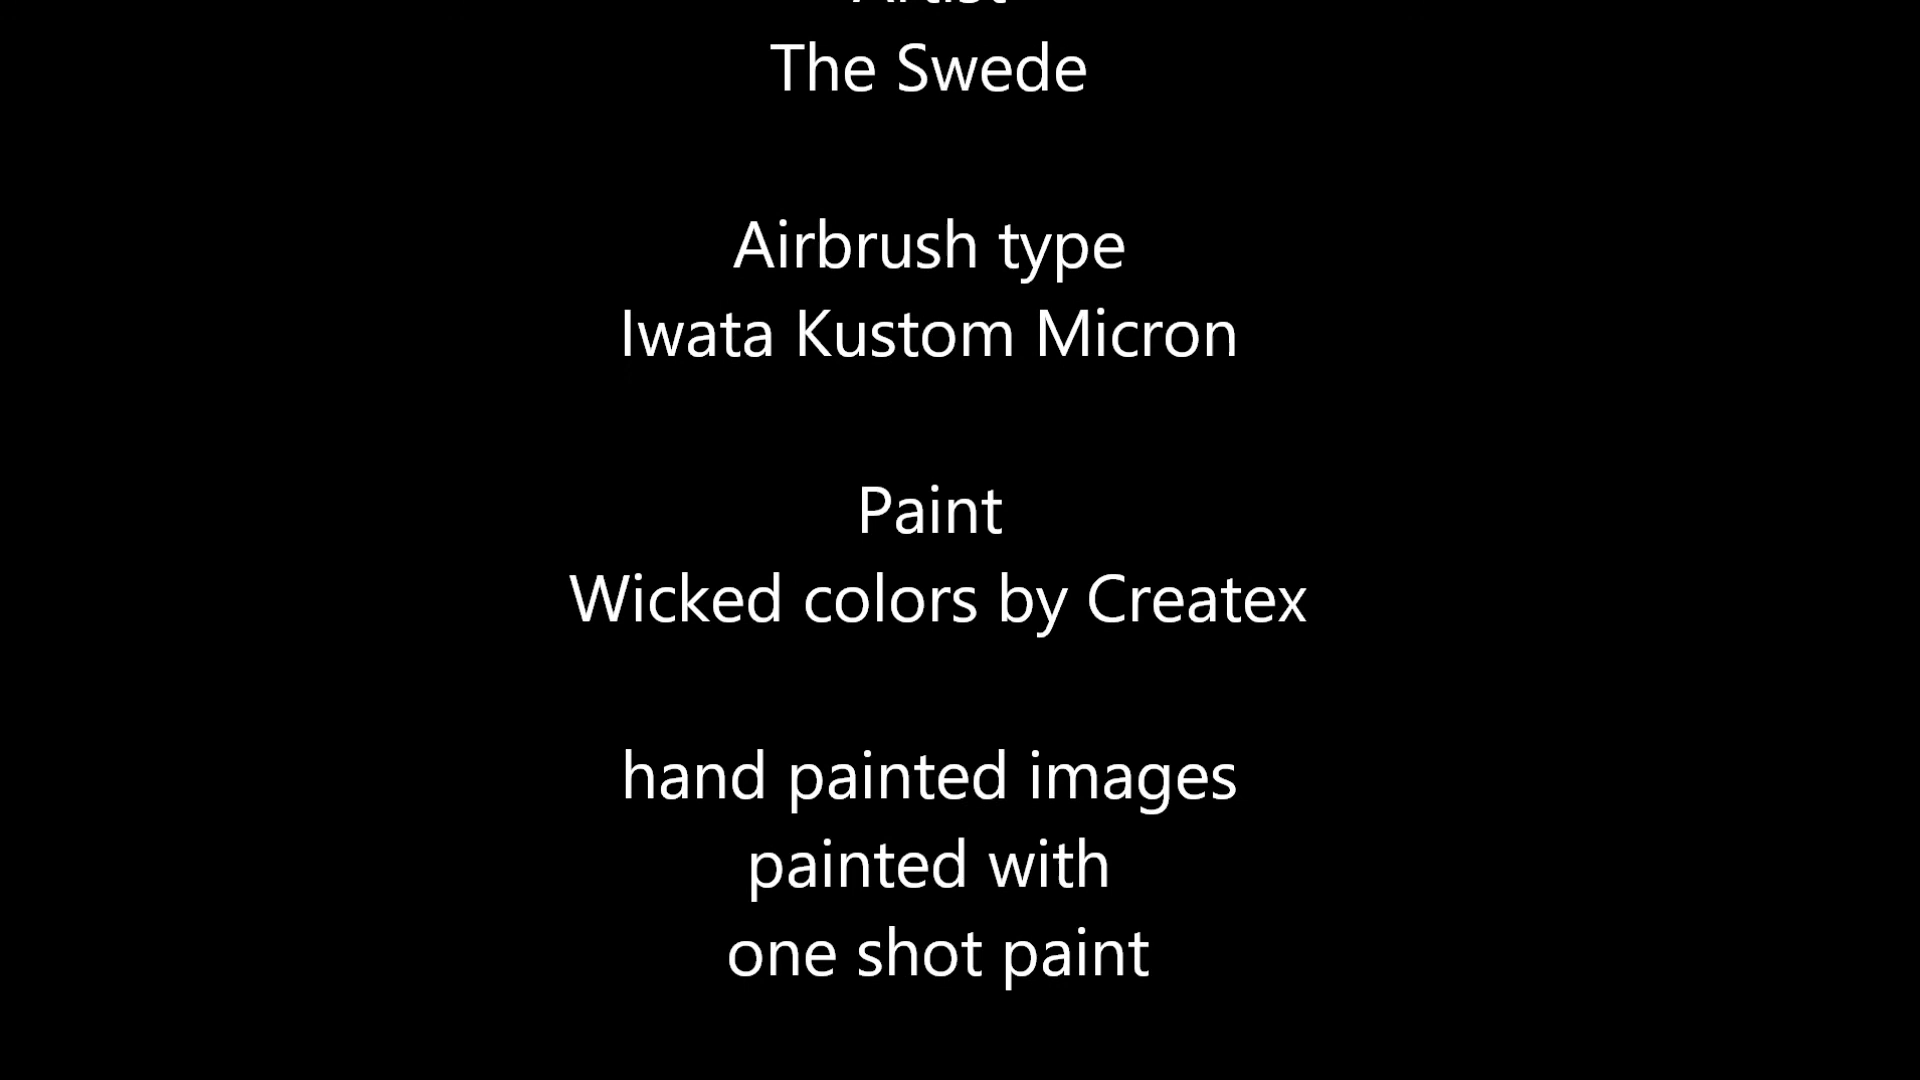 Artist
The Swede
Airbrush type
Iwata Kustom Micron
Paint
Wicked colors by Createx
hand painted images
painted with
one shot paint